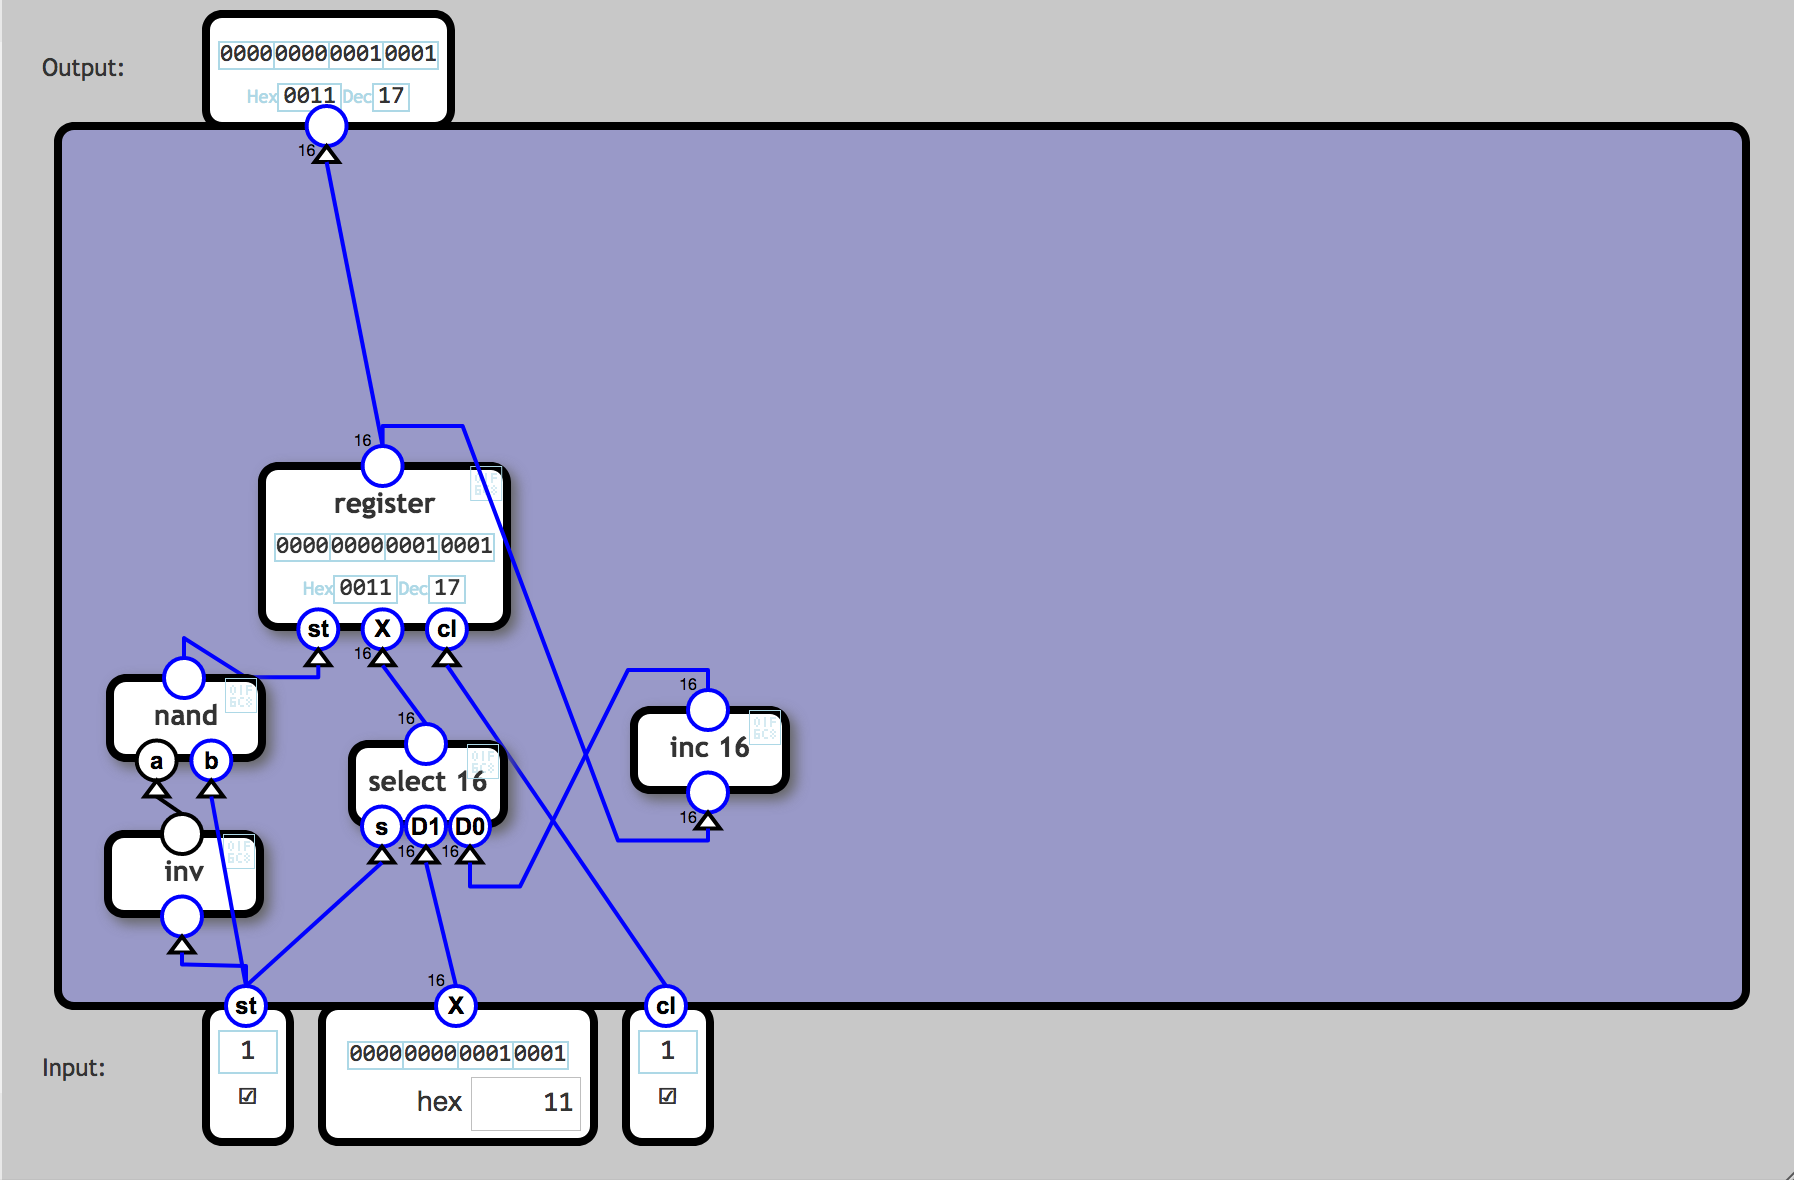 Output:
0000 0000 0001 0001
Hex 0011 Dec 17
16
16
register
0000 0000 0001 0001
Hex 0011 Dec 17
st X cl
16
nand
a b
16
select 16
s D1 D0
16 16
16
inc 16
16
inv
16
st X cl
Input:
1
0000 0000 0001 0001
hex 11
1